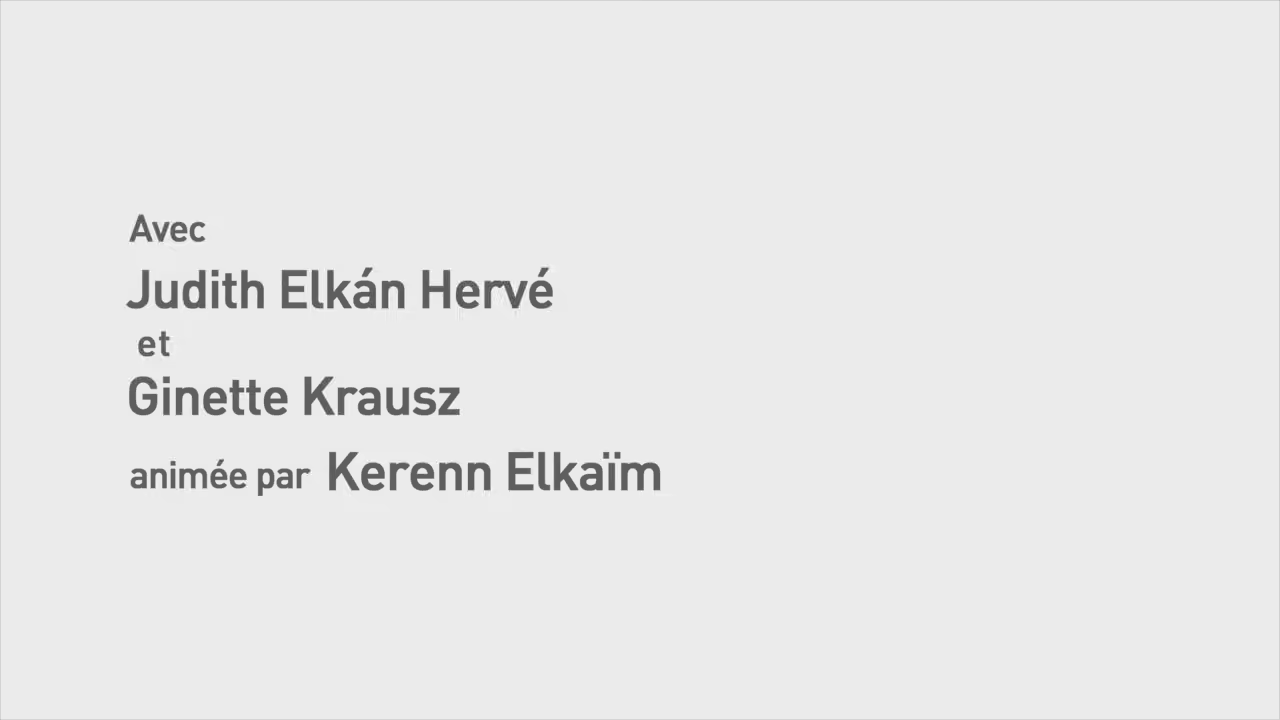 Avec
Judith Elkán Hervé
et
Ginette Krausz
animée par Kerenn Elkaïm